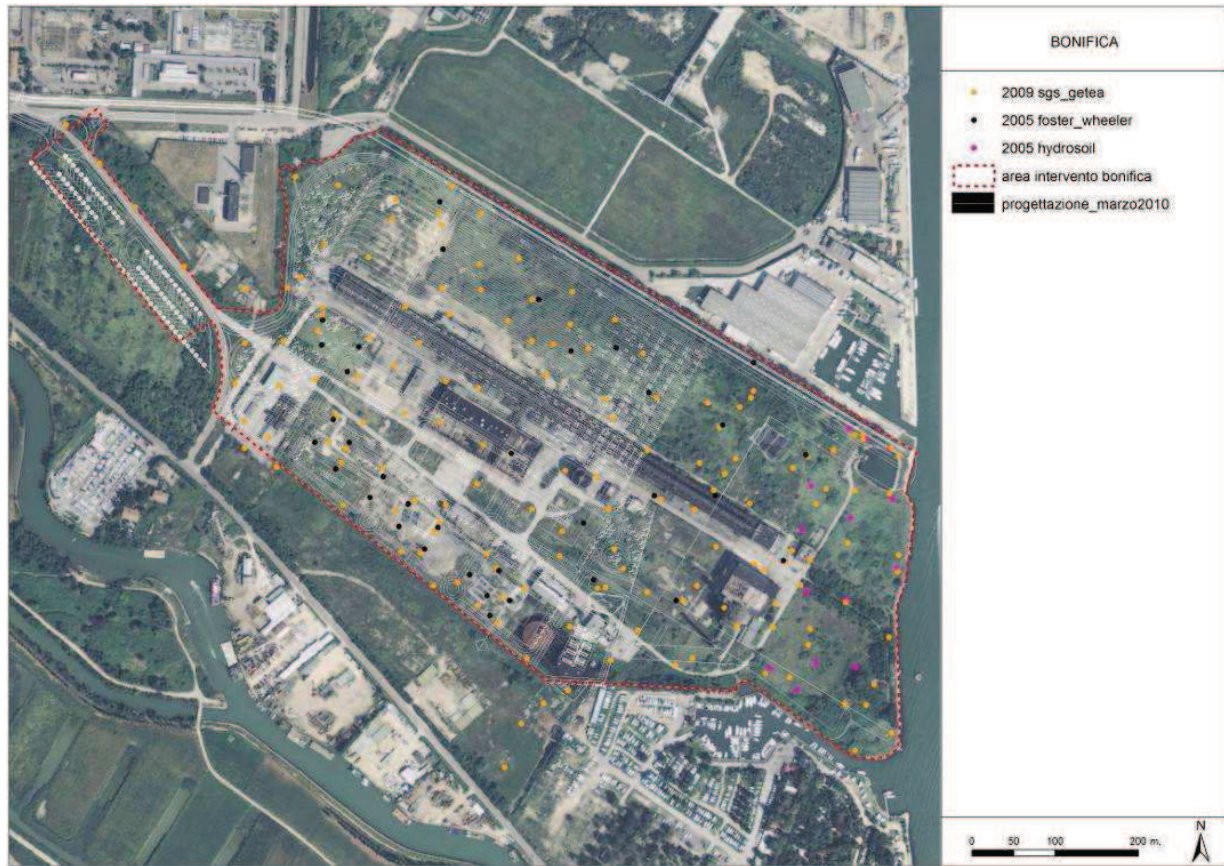 BONIFICA
2009 sgs_getea
2005 foster_wheeler
2005 hydrosoil
area intervento bonifica
progettazione_marzo2010
N
0 50 100 200 m.